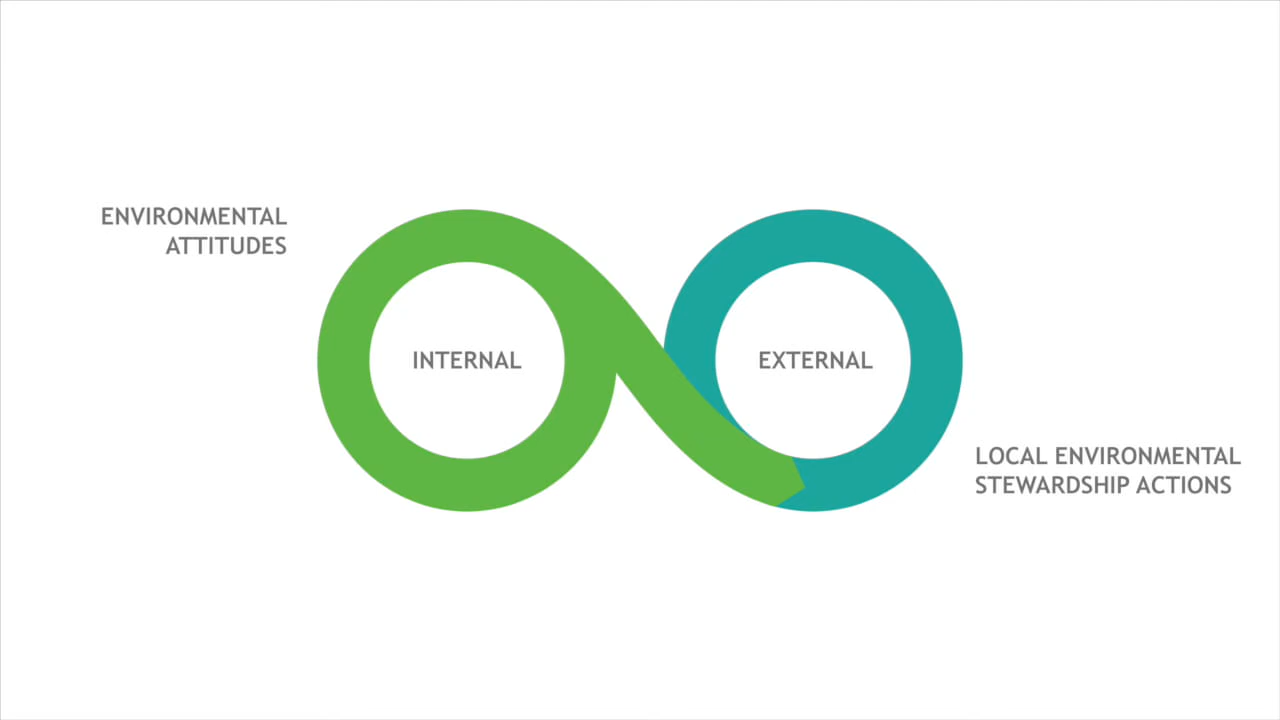 ENVIRONMENTAL
ATTITUDES
INTERNAL
EXTERNAL
LOCAL ENVIRONMENTAL
STEWARDSHIP ACTIONS